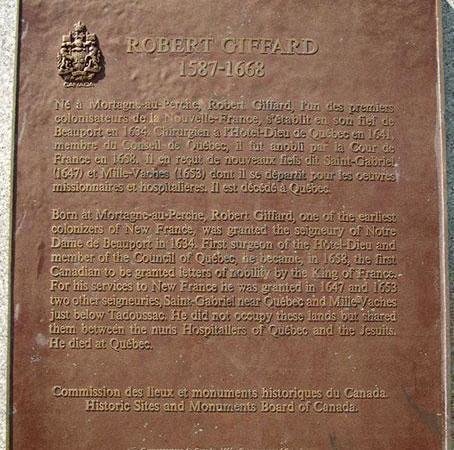 CANADA
ROBERT GIFFARD
1587-1668
Né à Mortagne-au-Perche, Robert Giffard, l'un des premiers
colonisateurs de la Nouvelle-France, s'établit en son fief de
Beauport en 1634. Chirurgien à l'Hôtel-Dieu de Québec en 1641,
membre du Conseil de Québec, il fut anobli par la Cour de
France en 1658. Il en reçut de nouveaux fiefs dit Saint-Gabriel
(1647) et Mille-Vaches (1653) dont il se départit pour les oeuvres
missionnaires et hospitalières. Il est décédé à Québec.
Born at Mortagne-au-Perche, Robert Giffard, one of the earliest
colonizers of New France, was granted the seigneury of Notre
Dame de Beauport in 1634. First surgeon of the Hôtel-Dieu and
member of the Council of Québec, he became, in 1658, the first
Canadian to be granted letters of nobility by the King of France.
For his services to New France he was granted in 1647 and 1653
two other seigneuries, Saint-Gabriel near Québec and Mille Vaches
just below Tadoussac. He did not occupy these lands but shared
them between the nuns Hospitallers of Québec and the Jesuits.
He died at Québec.
Commission des lieux et monuments historiques du Canada.
Historic Sites and Monuments Board of Canada.